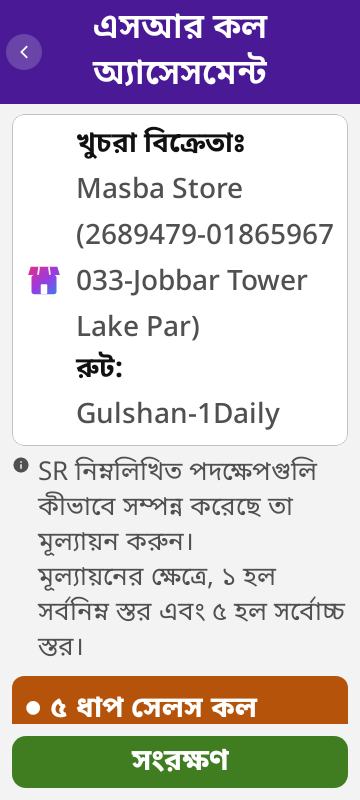 এসআর কল
অ্যাসেসমেন্ট
খুচরা বিক্রেতাঃ
Masba Store
(2689479-01865967
033-Jobbar Tower
Lake Par)
রুট:
Gulshan-1Daily
SR নিম্নলিখিত পদক্ষেপগুলি
কীভাবে সম্পন্ন করেছে তা
মূল্যায়ন করুন।
মূল্যায়নের ক্ষেত্রে, ১ হল
সর্বনিম্ন স্তর এবং ৫ হল সর্বোচ্চ
স্তর।
● ৫ ধাপ সেলস কল
সংরক্ষণ